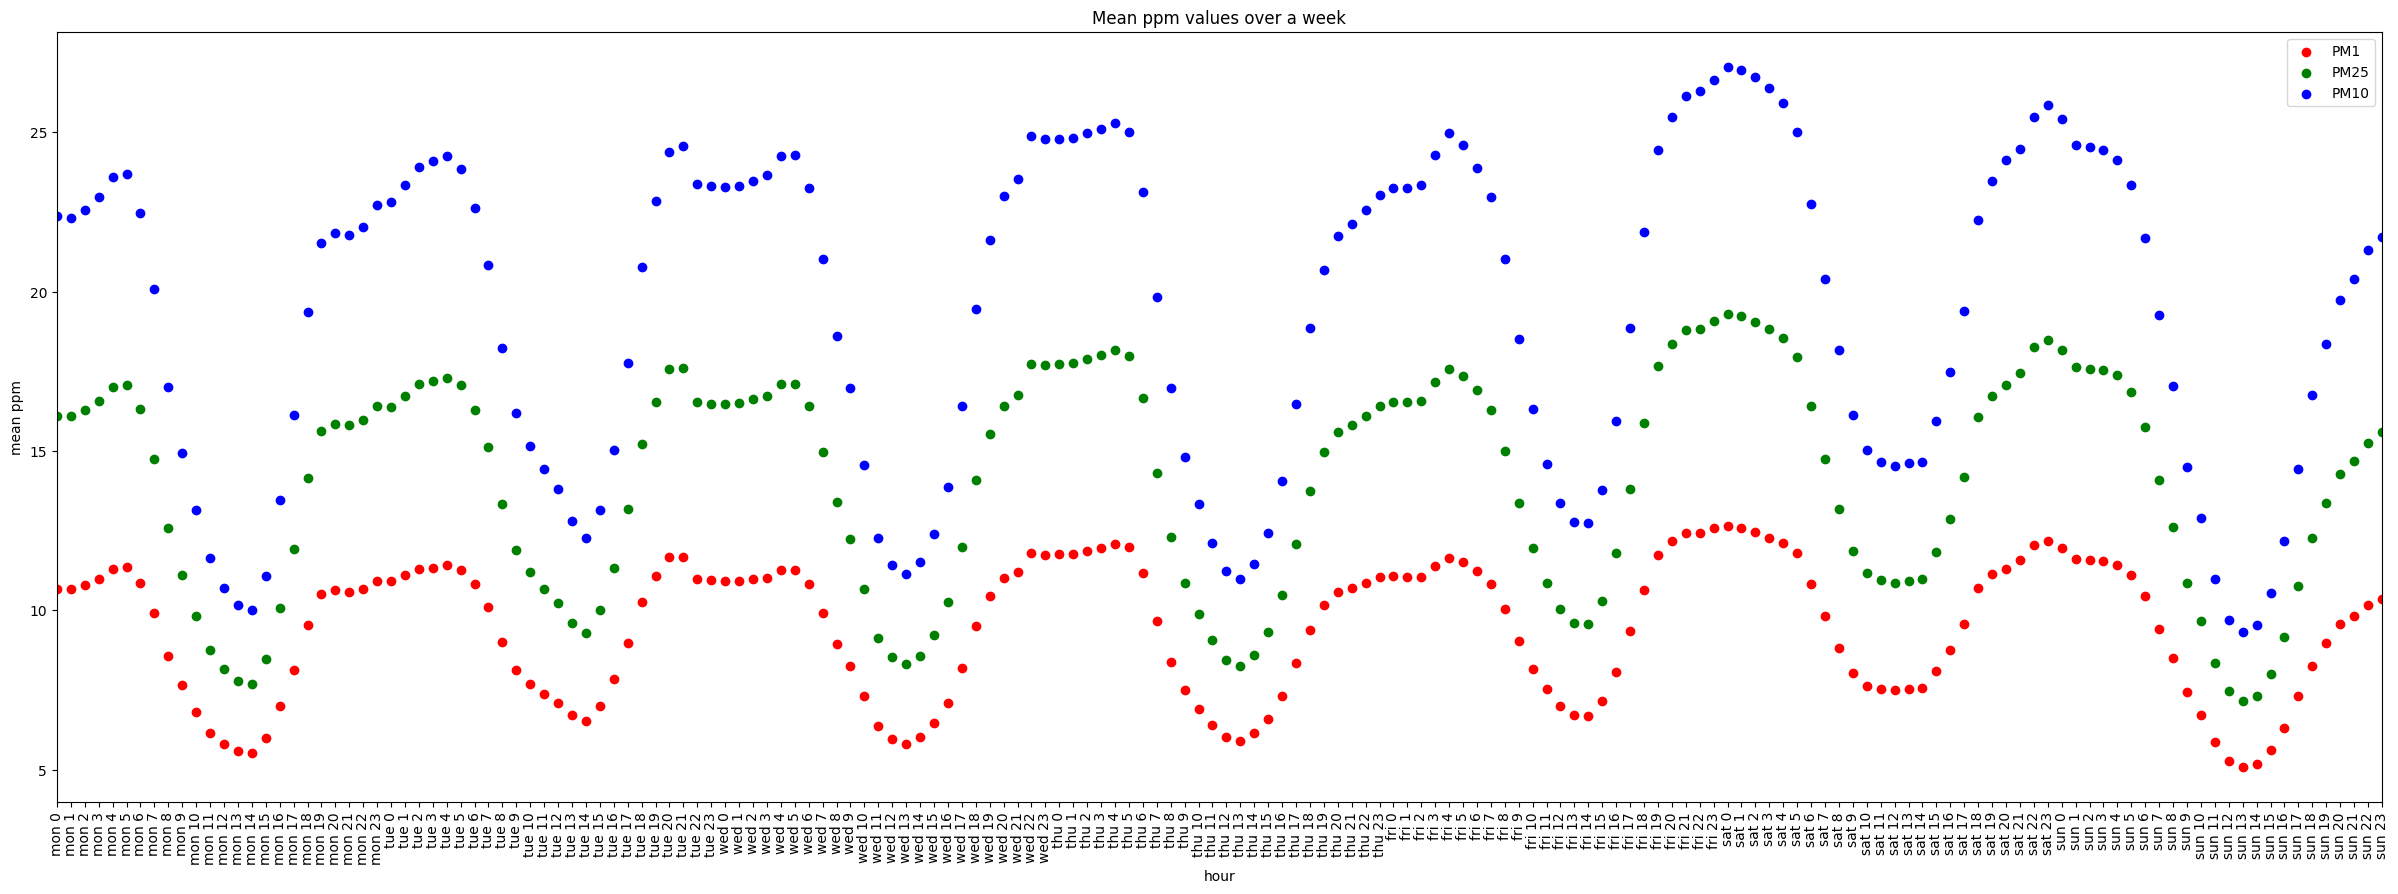 Mean ppm values over a week
PM1
PM25
PM10
mean ppm
25
20
15
10
5
mon 0
mon 1
mon 2
mon 3
mon 4
mon 5
mon 6
mon 7
mon 8
mon 9
mon 10
mon 11
mon 12
mon 13
mon 14
mon 15
mon 16
mon 17
mon 18
mon 19
mon 20
mon 21
mon 22
mon 23
tue 0
tue 1
tue 2
tue 3
tue 4
tue 5
tue 6
tue 7
tue 8
tue 9
tue 10
tue 11
tue 12
tue 13
tue 14
tue 15
tue 16
tue 17
tue 18
tue 19
tue 20
tue 21
tue 22
tue 23
wed 0
wed 1
wed 2
wed 3
wed 4
wed 5
wed 6
wed 7
wed 8
wed 9
wed 10
wed 11
wed 12
wed 13
wed 14
wed 15
wed 16
wed 17
wed 18
wed 19
wed 20
wed 21
wed 22
wed 23
thu 0
thu 1
thu 2
thu 3
thu 4
thu 5
thu 6
thu 7
thu 8
thu 9
thu 10
thu 11
thu 12
thu 13
thu 14
thu 15
thu 16
thu 17
thu 18
thu 19
thu 20
thu 21
thu 22
thu 23
fri 0
fri 1
fri 2
fri 3
fri 4
fri 5
fri 6
fri 7
fri 8
fri 9
fri 10
fri 11
fri 12
fri 13
fri 14
fri 15
fri 16
fri 17
fri 18
fri 19
fri 20
fri 21
fri 22
fri 23
sat 0
sat 1
sat 2
sat 3
sat 4
sat 5
sat 6
sat 7
sat 8
sat 9
sat 10
sat 11
sat 12
sat 13
sat 14
sat 15
sat 16
sat 17
sat 18
sat 19
sat 20
sat 21
sat 22
sat 23
sun 0
sun 1
sun 2
sun 3
sun 4
sun 5
sun 6
sun 7
sun 8
sun 9
sun 10
sun 11
sun 12
sun 13
sun 14
sun 15
sun 16
sun 17
sun 18
sun 19
sun 20
sun 21
sun 22
sun 23
hour